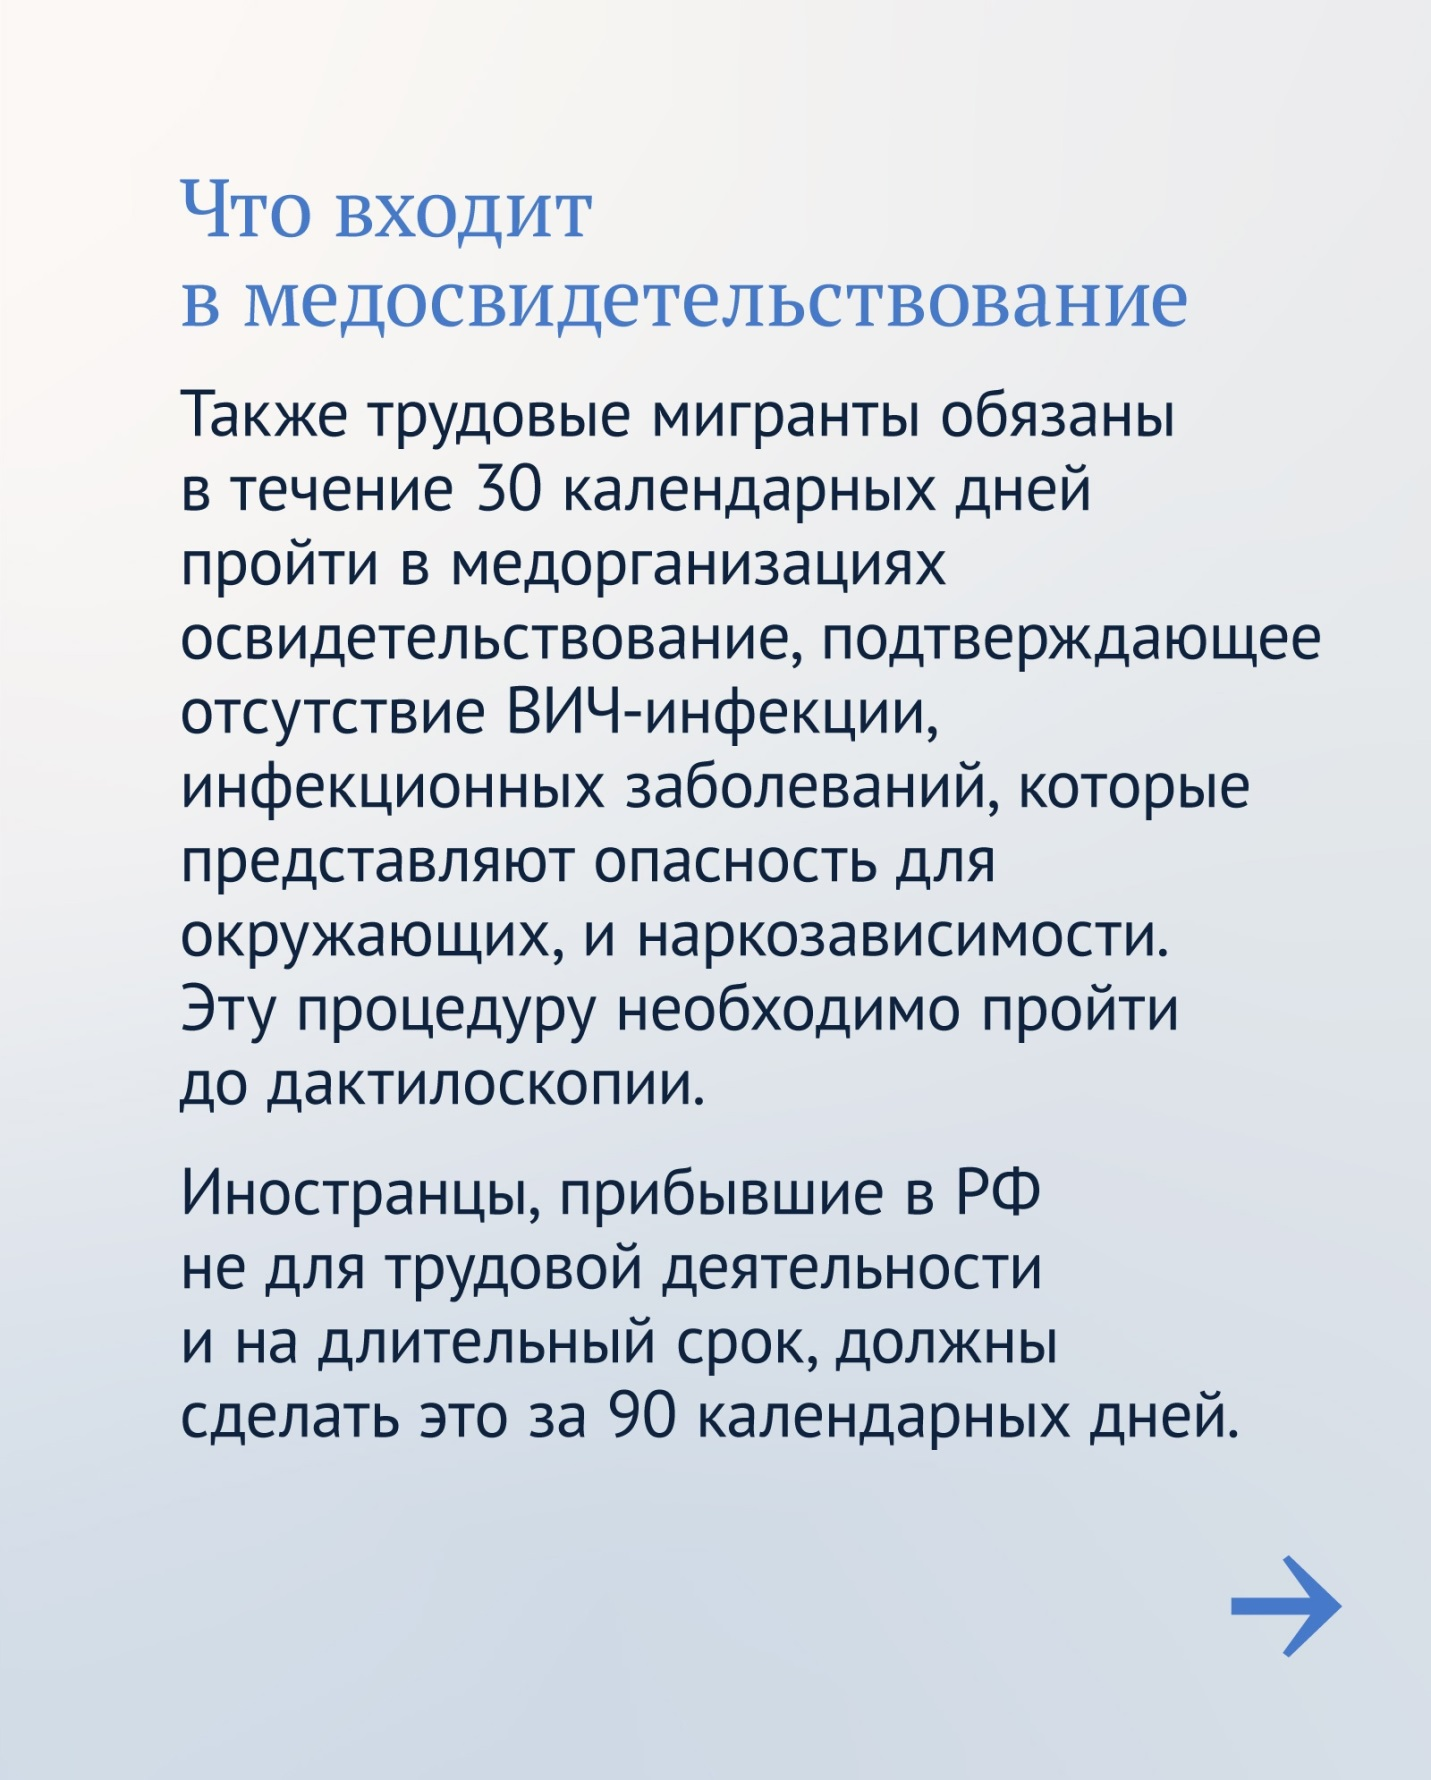 Что входит
в медосвидетельствование
Также трудовые мигранты обязаны
в течение 30 календарных дней
пройти в медорганизациях
освидетельствование, подтверждающее
отсутствие ВИЧ-инфекции,
инфекционных заболеваний, которые
представляют опасность для
окружающих, и наркозависимости.
Эту процедуру необходимо пройти
до дактилоскопии.
Иностранцы, прибывшие в РФ
не для трудовой деятельности
и на длительный срок, должны
сделать это за 90 календарных дней.